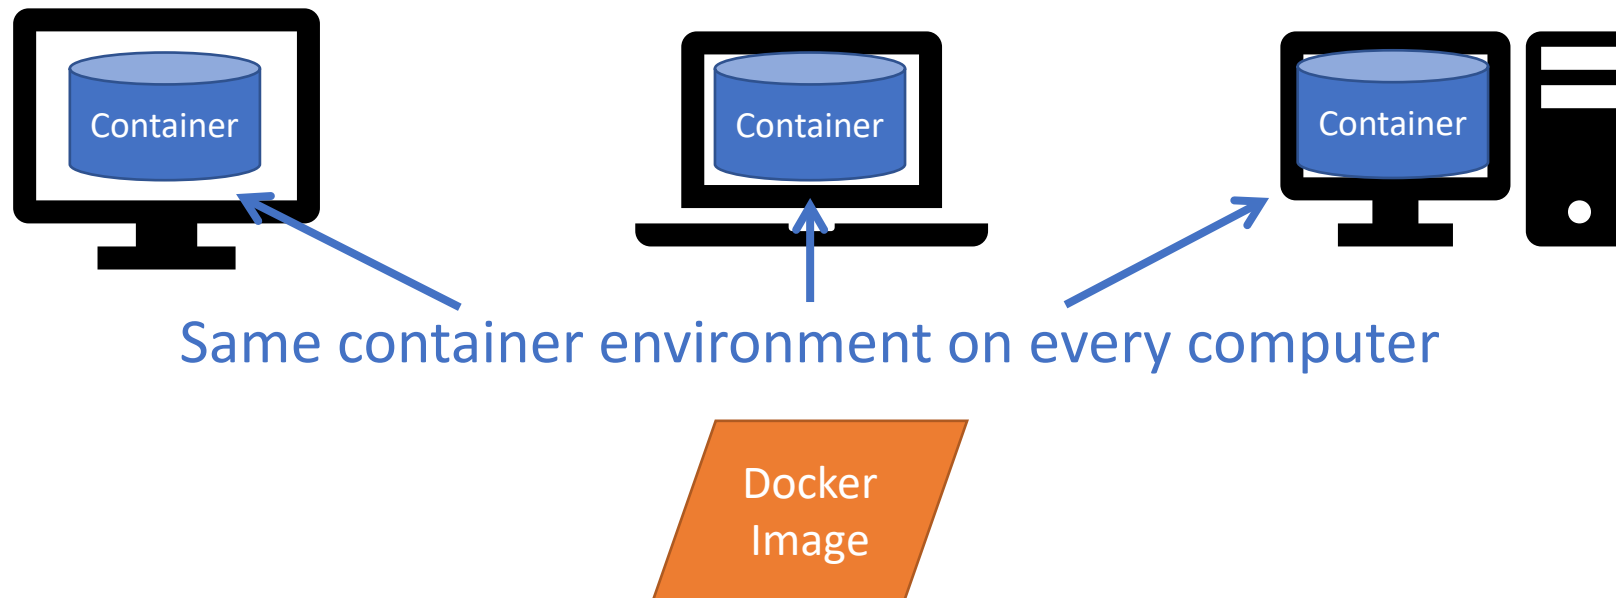 Container
Container
Container
Same container environment on every computer
Docker
Image